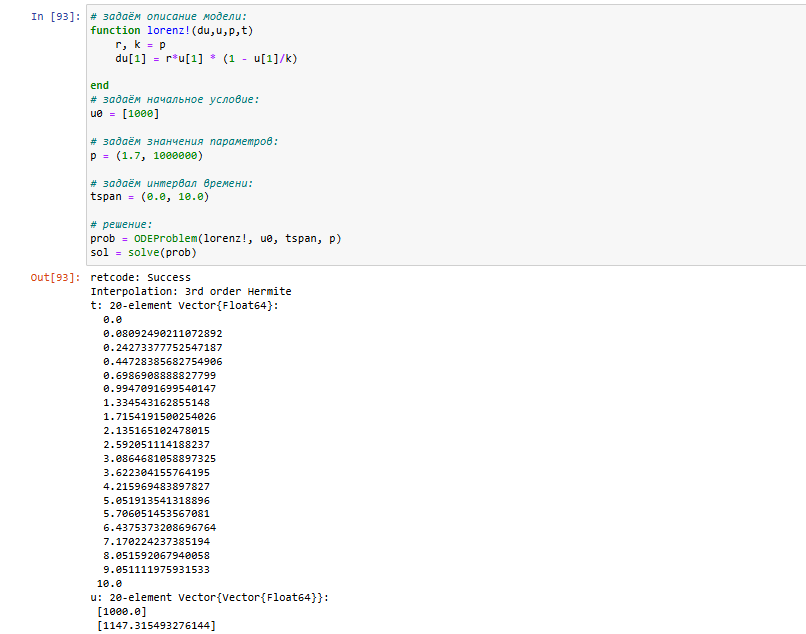 In [93]: # задаём описание модели:
function lorenz!(du,u,p,t)
r, k = p
du[1] = r*u[1] * (1 - u[1]/k)
end
# задаём начальное условие:
u0 = [1000]
# задаём знанчения параметров:
p = (1.7, 1000000)
# задаём интервал времени:
tspan = (0.0, 10.0)
# решение:
prob = ODEProblem(lorenz!, u0, tspan, p)
sol = solve(prob)
Out[93]: retcode: Success
Interpolation: 3rd order Hermite
t: 20-element Vector{Float64}:
0.0
0.08092490211072892
0.24273377752547187
0.44728385682754906
0.6986908888827799
0.9947091699540147
1.334543162855148
1.7154191500254026
2.135165102478015
2.592051114188237
3.0864681058897325
3.622304155764195
4.215969483897827
5.051913541318896
5.706051453567081
6.4375373208696764
7.170224237385194
8.051592067940058
9.051111975931533
10.0
u: 20-element Vector{Vector{Float64}}:
[1000.0]
[1147.315493276144]